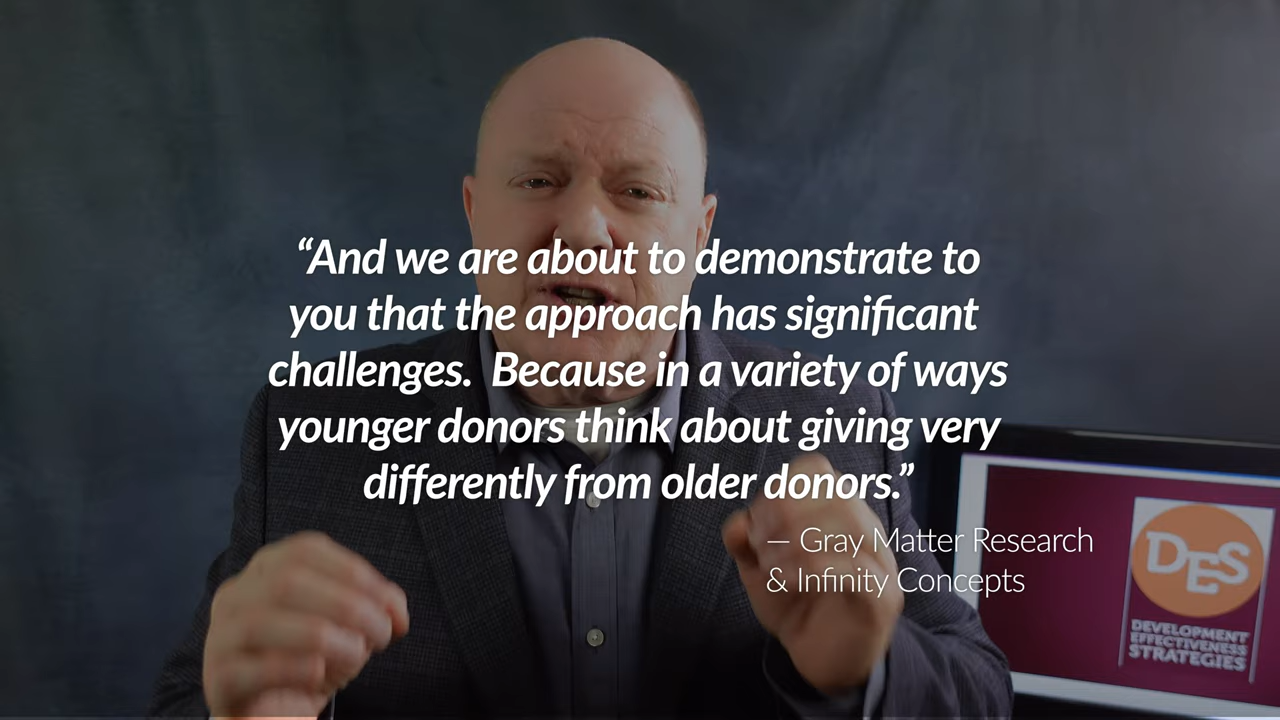 “And we are about to demonstrate to
you that the approach has significant
challenges.  Because in a variety of ways
younger donors think about giving very
differently from older donors.”
— Gray Matter Research
& Infinity Concepts
DES
DEVELOPMENT
EFFECTIVENESS
STRATEGIES